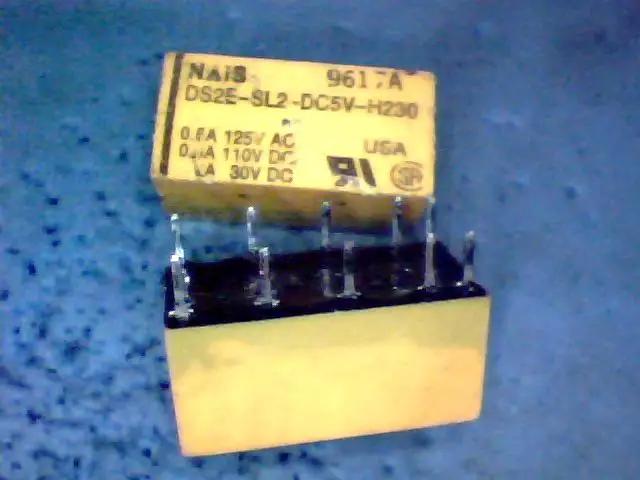 NAIS 9617A
DS2E-SL2-DC5V-H230
125V AC
110V DC USA
30V DC